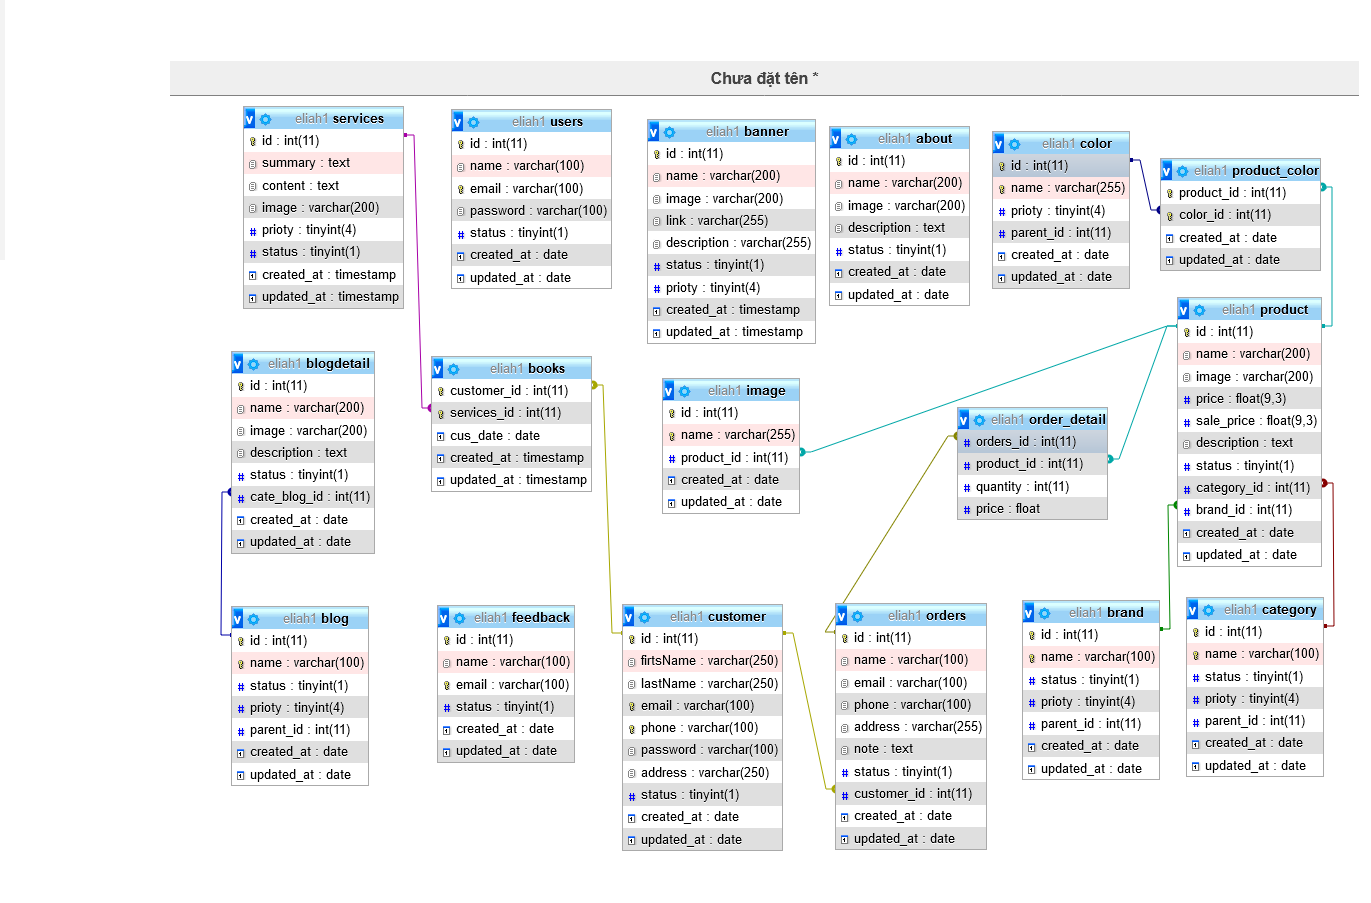 Chưa đặt tên *
eliah1 services
id : int(11)
summary : text
content : text
image : varchar(200)
prioty : tinyint(4)
status : tinyint(1)
created_at : timestamp
updated_at : timestamp
eliah1 users
id : int(11)
name : varchar(100)
email : varchar(100)
password : varchar(100)
status : tinyint(1)
created_at : date
updated_at : date
eliah1 banner
id : int(11)
name : varchar(200)
image : varchar(200)
link : varchar(255)
description : varchar(255)
status : tinyint(1)
prioty : tinyint(4)
created_at : timestamp
updated_at : timestamp
eliah1 about
id : int(11)
name : varchar(200)
image : varchar(200)
description : text
status : tinyint(1)
created_at : date
updated_at : date
eliah1 color
id : int(11)
name : varchar(255)
prioty : tinyint(4)
parent_id : int(11)
created_at : date
updated_at : date
eliah1 product_color
product_id : int(11)
color_id : int(11)
created_at : date
updated_at : date
eliah1 blogdetail
id : int(11)
name : varchar(200)
image : varchar(200)
description : text
status : tinyint(1)
cate_blog_id : int(11)
created_at : date
updated_at : date
eliah1 books
customer_id : int(11)
services_id : int(11)
cus_date : date
created_at : timestamp
updated_at : timestamp
eliah1 image
id : int(11)
name : varchar(255)
product_id : int(11)
created_at : date
updated_at : date
eliah1 order_detail
orders_id : int(11)
product_id : int(11)
quantity : int(11)
price : float
eliah1 product
id : int(11)
name : varchar(200)
image : varchar(200)
price : float(9,3)
sale_price : float(9,3)
description : text
status : tinyint(1)
category_id : int(11)
brand_id : int(11)
created_at : date
updated_at : date
eliah1 blog
id : int(11)
name : varchar(100)
status : tinyint(1)
prioty : tinyint(4)
parent_id : int(11)
created_at : date
updated_at : date
eliah1 feedback
id : int(11)
name : varchar(100)
email : varchar(100)
status : tinyint(1)
created_at : date
updated_at : date
eliah1 customer
id : int(11)
firtsName : varchar(250)
lastName : varchar(250)
email : varchar(100)
phone : varchar(100)
password : varchar(100)
address : varchar(250)
status : tinyint(1)
created_at : date
updated_at : date
eliah1 orders
id : int(11)
name : varchar(100)
email : varchar(100)
phone : varchar(100)
address : varchar(255)
note : text
status : tinyint(1)
customer_id : int(11)
created_at : date
updated_at : date
eliah1 brand
id : int(11)
name : varchar(100)
status : tinyint(1)
prioty : tinyint(4)
parent_id : int(11)
created_at : date
updated_at : date
eliah1 category
id : int(11)
name : varchar(100)
status : tinyint(1)
prioty : tinyint(4)
parent_id : int(11)
created_at : date
updated_at : date